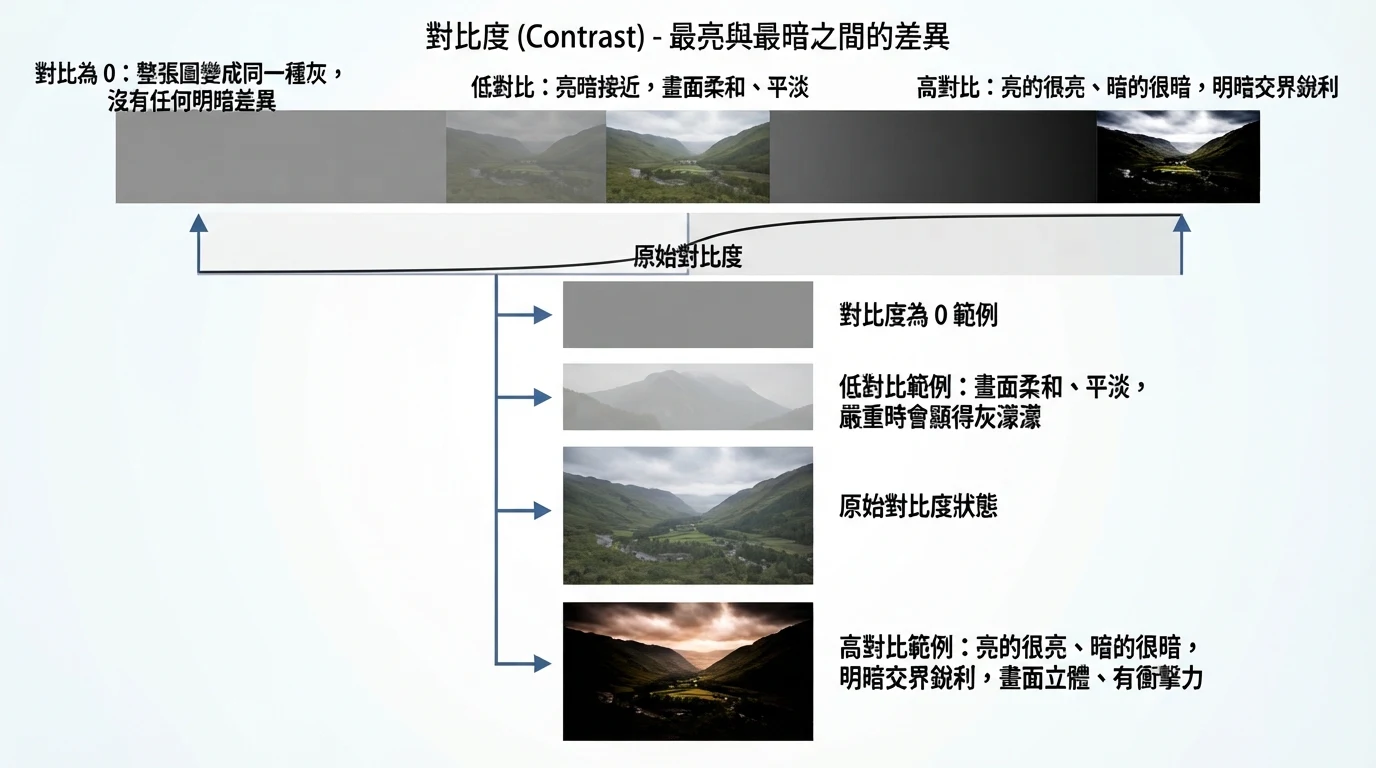 對比度 (Contrast) - 最亮與最暗之間的差異
對比為 0：整張圖變成同一種灰，
沒有任何明暗差異
低對比：亮暗接近，畫面柔和、平淡
高對比：亮的很亮、暗的很暗，明暗交界銳利
原始對比度
對比度為 0 範例
低對比範例：畫面柔和、平淡，
嚴重時會顯得灰濛濛
原始對比度狀態
高對比範例：亮的很亮、暗的很暗，
明暗交界銳利，畫面立體、有衝擊力